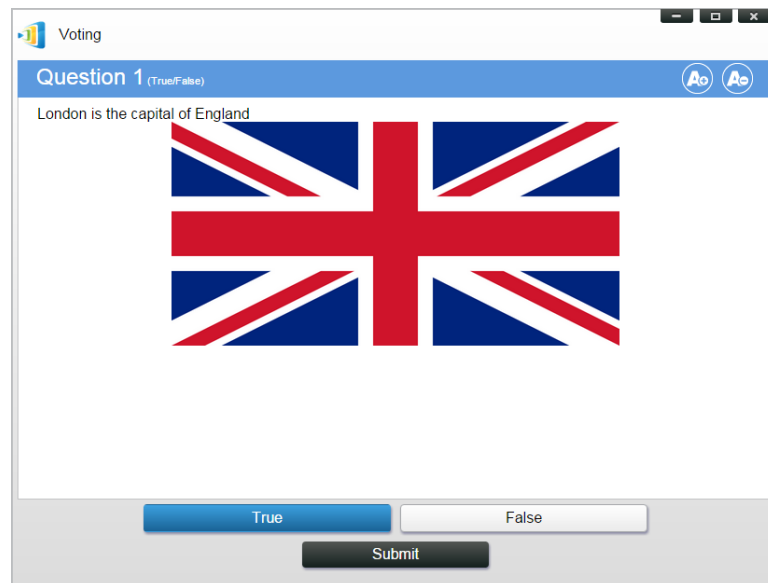 Voting
Question 1 (True/False)
London is the capital of England
True
False
Submit